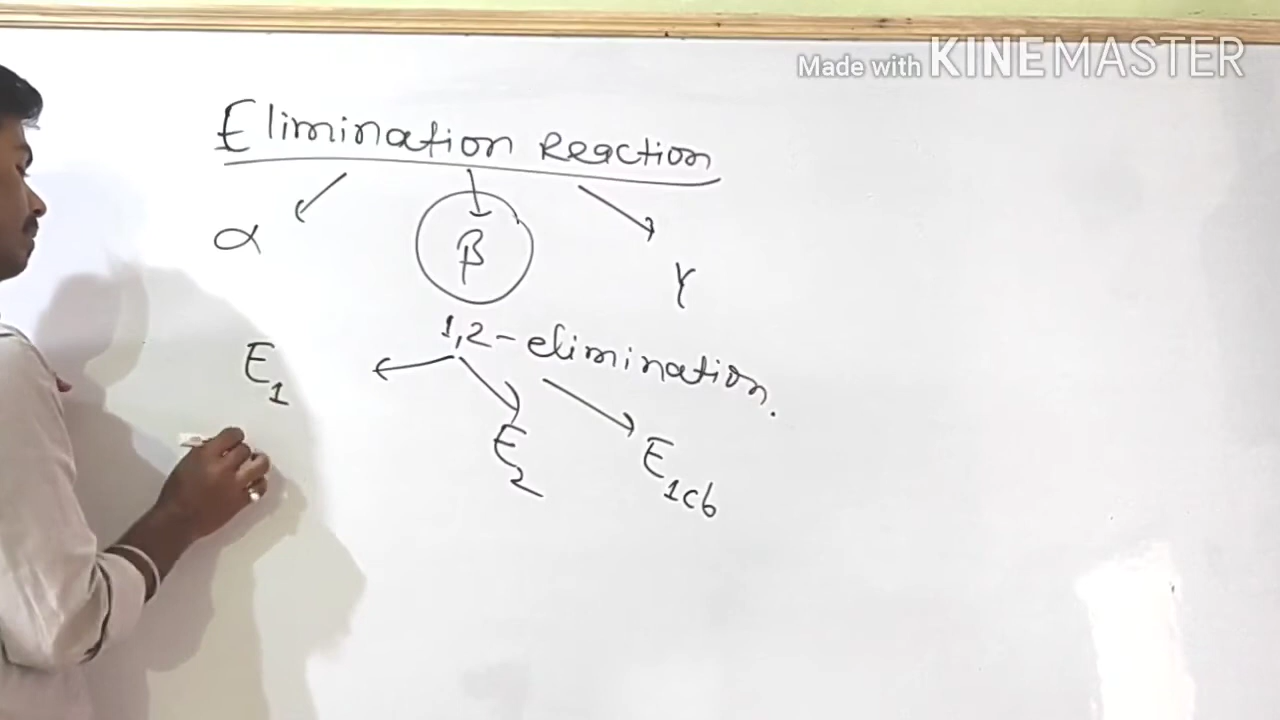 Made with KINEMASTER
Elimination Reaction
α β γ
1,2-elimination.
E1 E2 E1cb